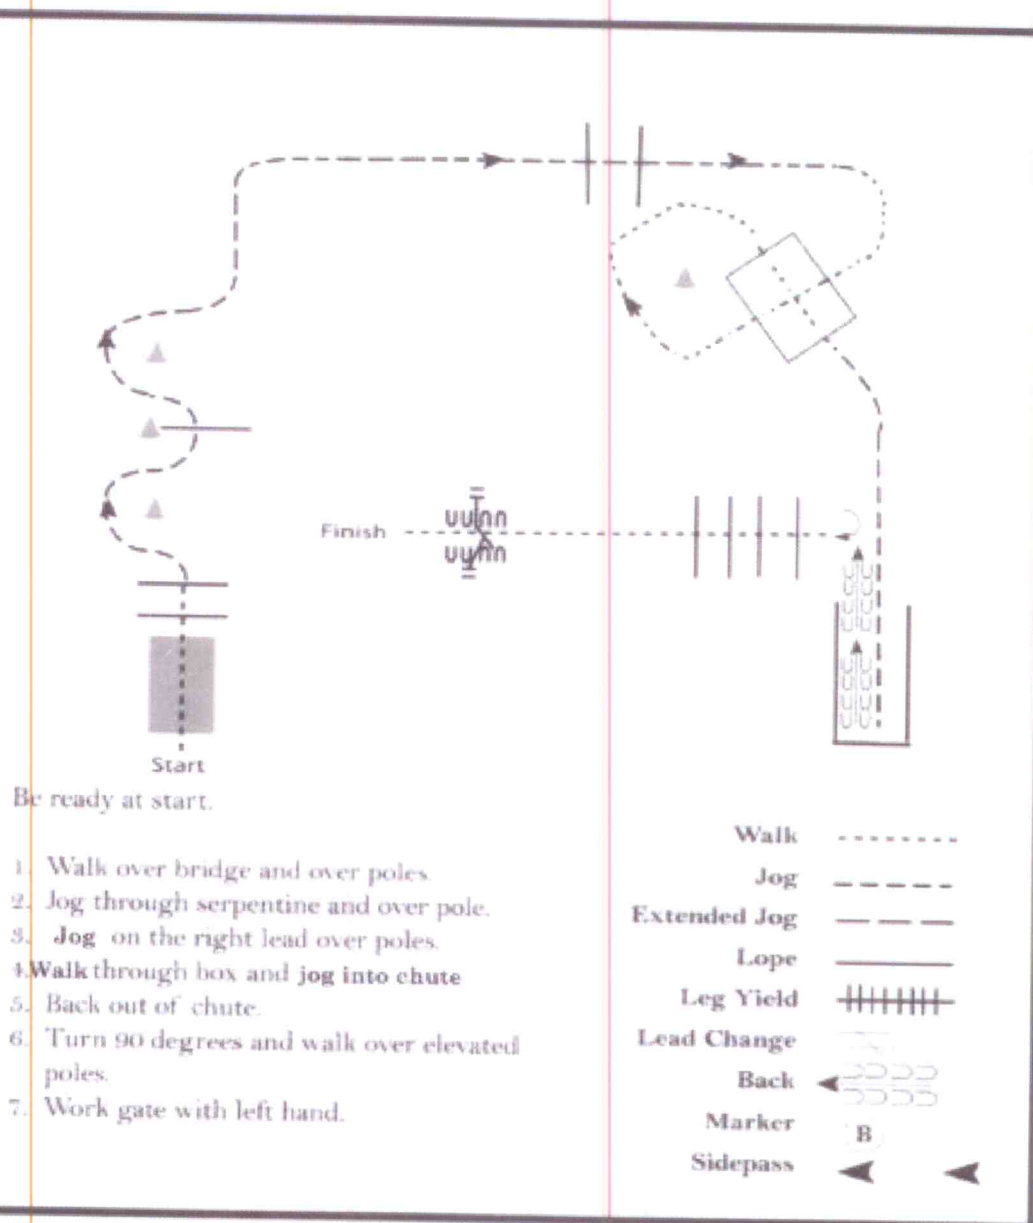 Finish
Start
Be ready at start.
1. Walk over bridge and over poles.
2. Jog through serpentine and over pole.
3. Jog on the right lead over poles.
4. Walk through box and jog into chute
5. Back out of chute.
6. Turn 90 degrees and walk over elevated
poles.
7. Work gate with left hand.
Walk
Jog
Extended Jog
Lope
Leg Yield
Lead Change
Back
Marker B
Sidepass